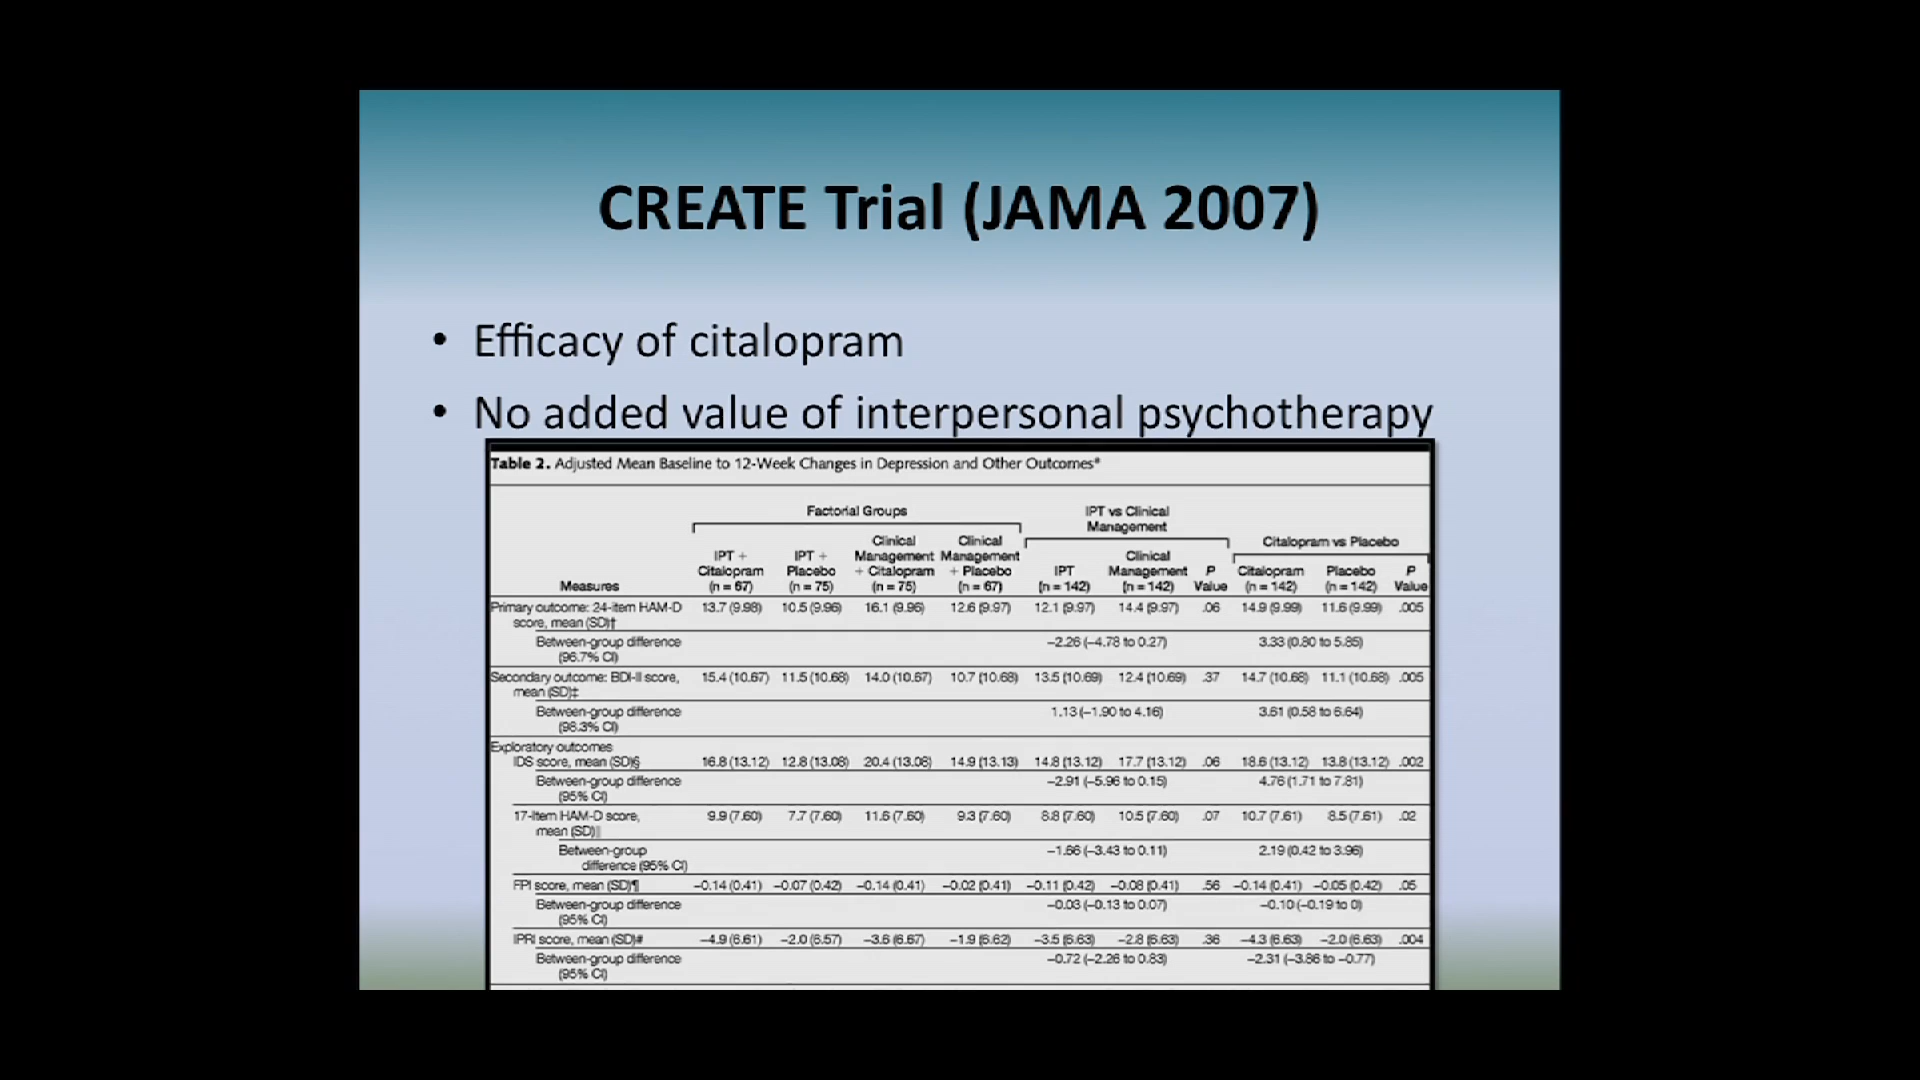 CREATE Trial (JAMA 2007)
• Efficacy of citalopram
• No added value of interpersonal psychotherapy
Table 2. Adjusted Mean Baseline to 12-Week Changes in Depression and Other Outcomes*
Factorial Groups
IPT vs Clinical Management
Citalopram vs Placebo
Measures
IPT + Citalopram (n = 67)
IPT + Placebo (n = 75)
Clinical Management + Citalopram (n = 75)
Clinical Management + Placebo (n = 67)
IPT (n = 142)
Clinical Management (n = 142)
P Value
Citalopram (n = 142)
Placebo (n = 142)
P Value
Primary outcome: 24-item HAM-D score, mean (SD)† 13.7 (9.98) 10.5 (9.96) 16.1 (9.96) 12.6 (9.97) 12.1 (9.97) 14.4 (9.97) .06 14.9 (9.99) 11.6 (9.99) .005
Between-group difference (96.7% CI) −2.26 (−4.78 to 0.27) 3.33 (0.80 to 5.85)
Secondary outcome: BDI-II score, mean (SD)‡ 15.4 (10.67) 11.5 (10.68) 14.0 (10.67) 10.7 (10.68) 13.5 (10.69) 12.4 (10.69) .37 14.7 (10.68) 11.1 (10.68) .005
Between-group difference (98.3% CI) 1.13 (−1.90 to 4.16) 3.61 (0.58 to 6.64)
Exploratory outcomes
IDS score, mean (SD)§ 16.8 (13.12) 12.8 (13.08) 20.4 (13.08) 14.9 (13.13) 14.8 (13.12) 17.7 (13.12) .06 18.6 (13.12) 13.8 (13.12) .002
Between-group difference (95% CI) −2.91 (−5.96 to 0.15) 4.76 (1.71 to 7.81)
17-Item HAM-D score, mean (SD)|| 9.9 (7.60) 7.7 (7.60) 11.6 (7.60) 9.3 (7.60) 8.8 (7.60) 10.5 (7.60) .07 10.7 (7.61) 8.5 (7.61) .02
Between-group difference (95% CI) −1.66 (−3.43 to 0.11) 2.19 (0.42 to 3.96)
FPI score, mean (SD)¶ −0.14 (0.41) −0.07 (0.42) −0.14 (0.41) −0.02 (0.41) −0.11 (0.42) −0.08 (0.41) .56 −0.14 (0.41) −0.05 (0.42) .05
Between-group difference (95% CI) −0.03 (−0.13 to 0.07) −0.10 (−0.19 to 0)
IPRI score, mean (SD)# −4.9 (6.61) −2.0 (6.57) −3.6 (6.67) −1.9 (6.62) −3.5 (6.63) −2.8 (6.63) .36 −4.3 (6.63) −2.0 (6.63) .004
Between-group difference (95% CI) −0.72 (−2.26 to 0.83) −2.31 (−3.86 to −0.77)